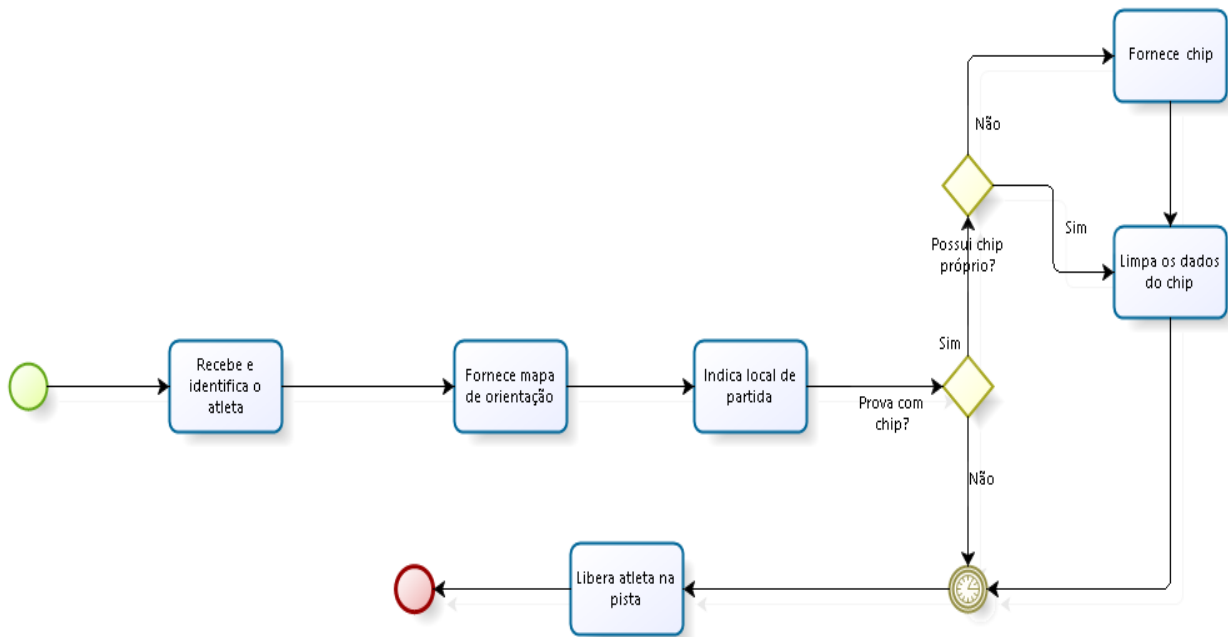 Fornece chip
Não
Sim
Possui chip
próprio?
Limpa os dados
do chip
Sim
Recebe e
identifica o
atleta
Fornece mapa
de orientação
Indica local de
partida
Prova com
chip?
Não
Libera atleta na
pista